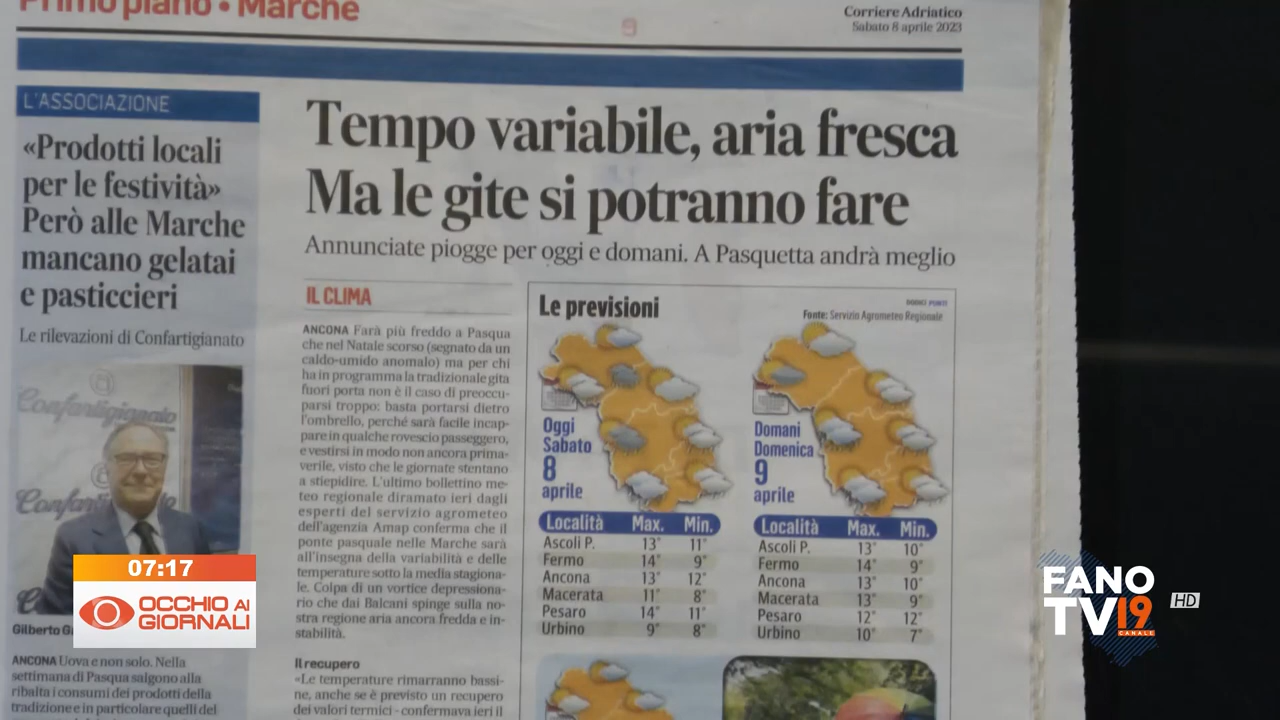 Primo piano • Marche
9
Corriere Adriatico
Sabato 8 aprile 2023
L'ASSOCIAZIONE
«Prodotti locali
per le festività»
Però alle Marche
mancano gelatai
e pasticcieri
Le rilevazioni di Confartigianato
Confartigianato
Gilberto
ANCONA Uova e non solo. Nella
settimana di Pasqua salgono alla
ribalta i consumi dei prodotti della
tradizione e in particolare quelli del
Tempo variabile, aria fresca
Ma le gite si potranno fare
Annunciate piogge per oggi e domani. A Pasquetta andrà meglio
IL CLIMA
ANCONA Farà più freddo a Pasqua
che nel Natale scorso (segnato da un
caldo-umido anomalo) ma per chi
ha in programma la tradizionale gita
fuori porta non è il caso di preoccu-
parsi troppo: basta portarsi dietro
l'ombrello, perché sarà facile incap-
pare in qualche rovescio passeggero,
e vestirsi in modo non ancora prima-
verile, visto che le giornate stentano
a stiepidire. L'ultimo bollettino me-
teo regionale diramato ieri dagli
esperti del servizio agrometeo
dell'agenzia Amap conferma che il
ponte pasquale nelle Marche sarà
all'insegna della variabilità e delle
temperature sotto la media stagiona-
le. Colpa di un vortice depressiona-
rio che dai Balcani spinge sulla no-
stra regione aria ancora fredda e in-
stabilità.
Il recupero
«Le temperature rimarranno bassi-
ne, anche se è previsto un recupero
dei valori termici - confermava ieri il
Le previsioni
Fonte: Servizio Agrometeo Regionale
Oggi
Sabato
8
aprile
Località Max. Min.
Ascoli P. 13° 11°
Fermo 14° 9°
Ancona 13° 12°
Macerata 11° 8°
Pesaro 14° 11°
Urbino 9° 8°
Domani
Domenica
9
aprile
Località Max. Min.
Ascoli P. 13° 10°
Fermo 14° 9°
Ancona 13° 10°
Macerata 13° 9°
Pesaro 12° 12°
Urbino 10° 7°
07:17
OCCHIO AI
GIORNALI
FANO
TV19
CANALE
HD